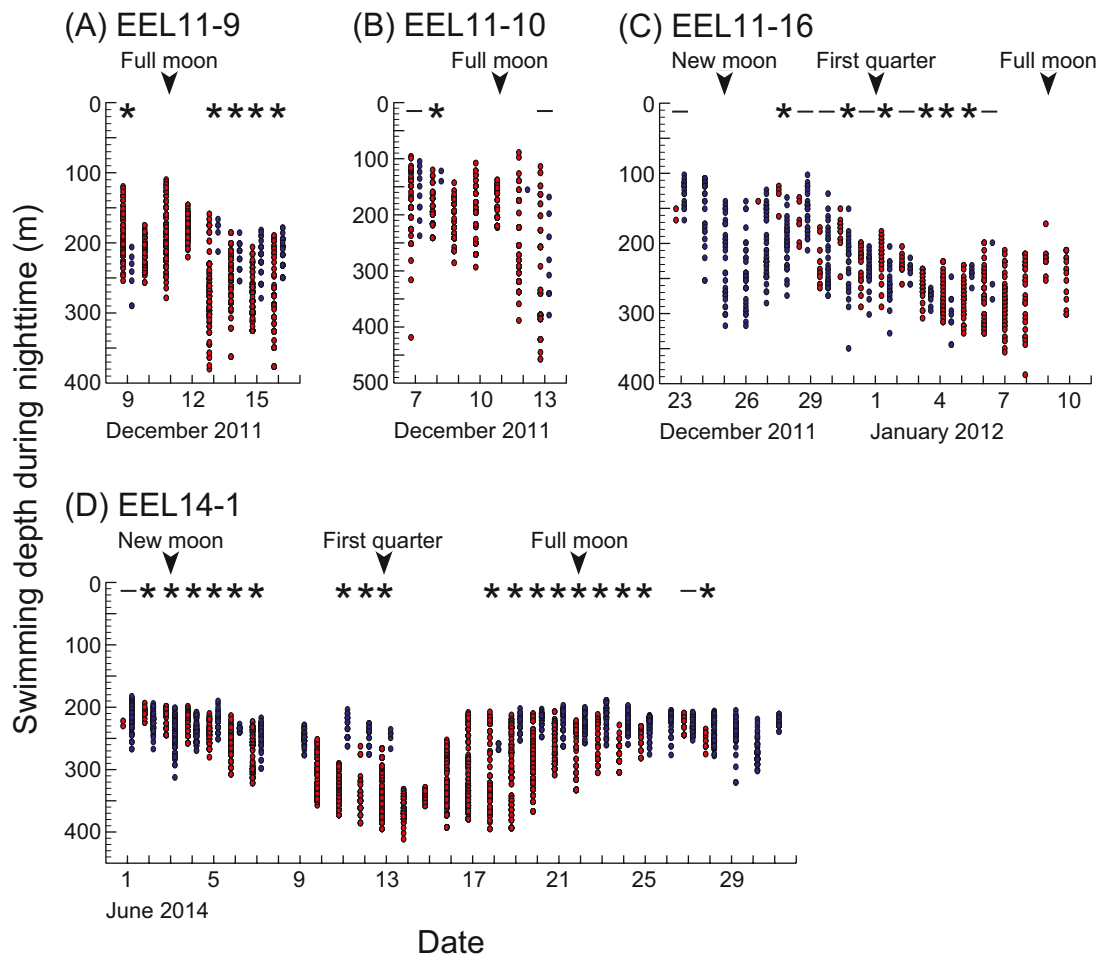 (A) EEL11-9
Full moon
* * * * *
0
100
200
300
400
9 12 15
December 2011
(B) EEL11-10
Full moon
– * –
0
100
200
300
400
500
7 10 13
December 2011
(C) EEL11-16
New moon First quarter Full moon
– * – – * – * – * * * –
0
100
200
300
400
23 26 29 1 4 7 10
December 2011 January 2012
(D) EEL14-1
New moon First quarter Full moon
– * * * * * * * * * * * * * * * * * – *
0
100
200
300
400
1 5 9 13 17 21 25 29
June 2014
Swimming depth during nighttime (m)
Date